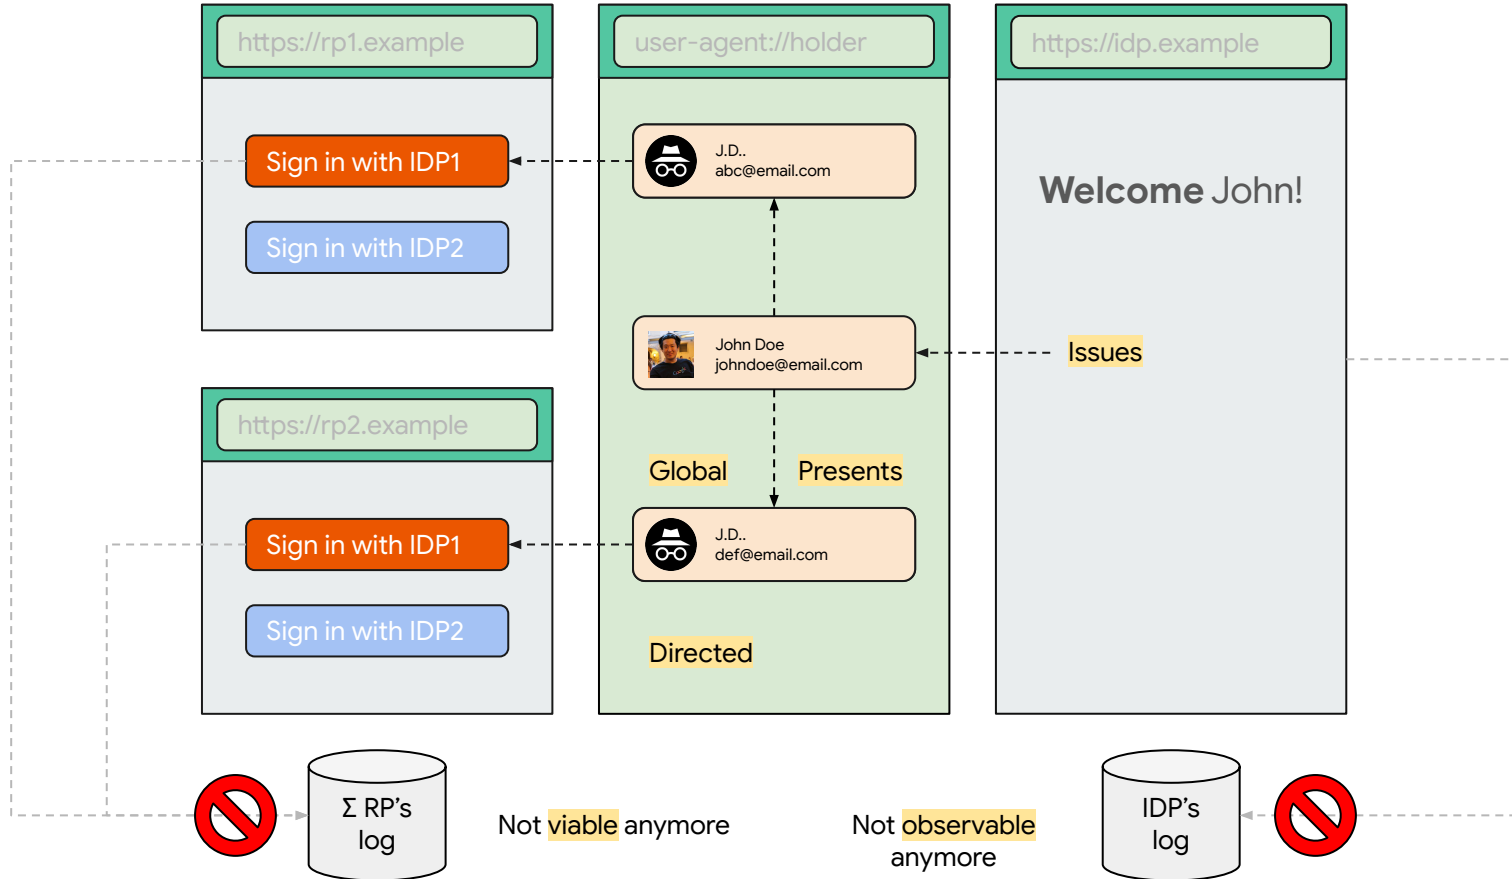 https://rp1.example
Sign in with IDP1
Sign in with IDP2
https://rp2.example
Sign in with IDP1
Sign in with IDP2
user-agent://holder
J.D..
abc@email.com
John Doe
johndoe@email.com
Global
Presents
J.D..
def@email.com
Directed
https://idp.example
Welcome John!
Issues
Σ RP's
log
Not viable anymore
Not observable
anymore
IDP's
log